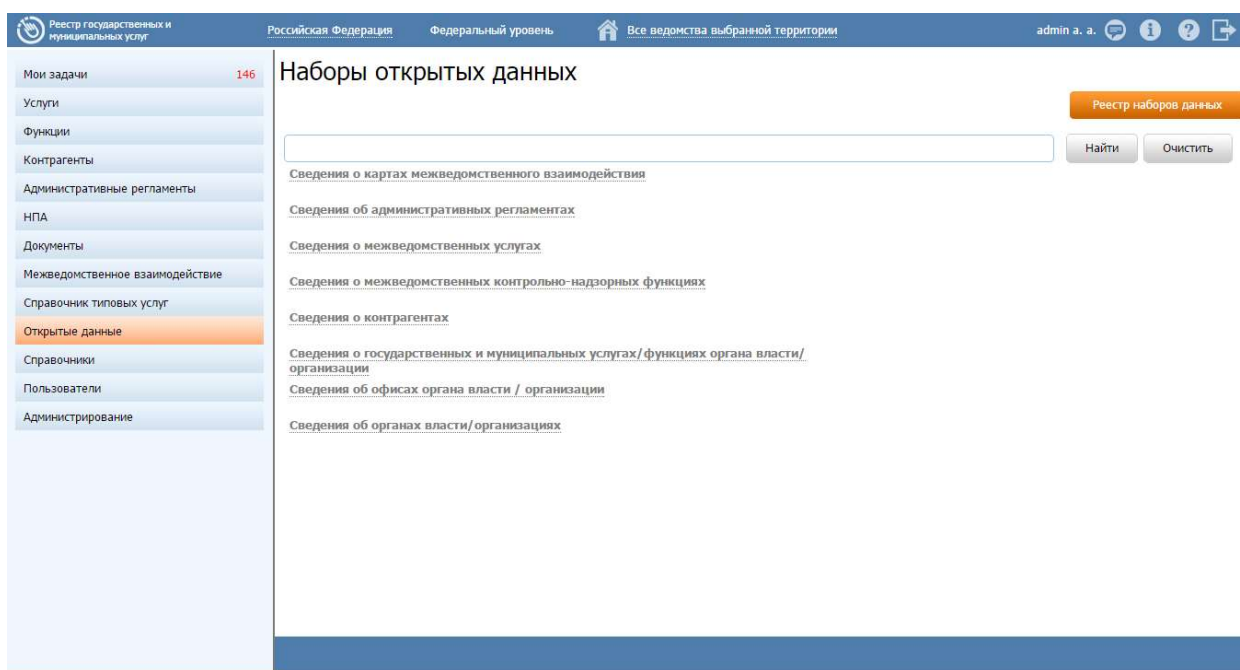 Реестр государственных и
муниципальных услуг
Российская Федерация
Федеральный уровень
Все ведомства выбранной территории
admin a. a.
Мои задачи 146
Услуги
Функции
Контрагенты
Административные регламенты
НПА
Документы
Межведомственное взаимодействие
Справочник типовых услуг
Открытые данные
Справочники
Пользователи
Администрирование
Наборы открытых данных
Реестр наборов данных
Найти
Очистить
Сведения о картах межведомственного взаимодействия
Сведения об административных регламентах
Сведения о межведомственных услугах
Сведения о межведомственных контрольно-надзорных функциях
Сведения о контрагентах
Сведения о государственных и муниципальных услугах/функциях органа власти/
организации
Сведения об офисах органа власти / организации
Сведения об органах власти/организациях